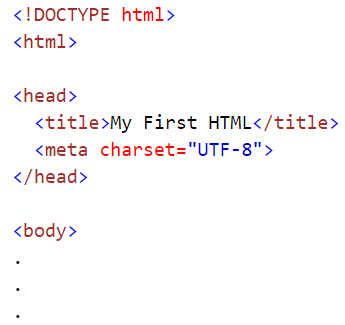 <!DOCTYPE html>
<html>

<head>
  <title>My First HTML</title>
  <meta charset="UTF-8">
</head>

<body>
.
.
.